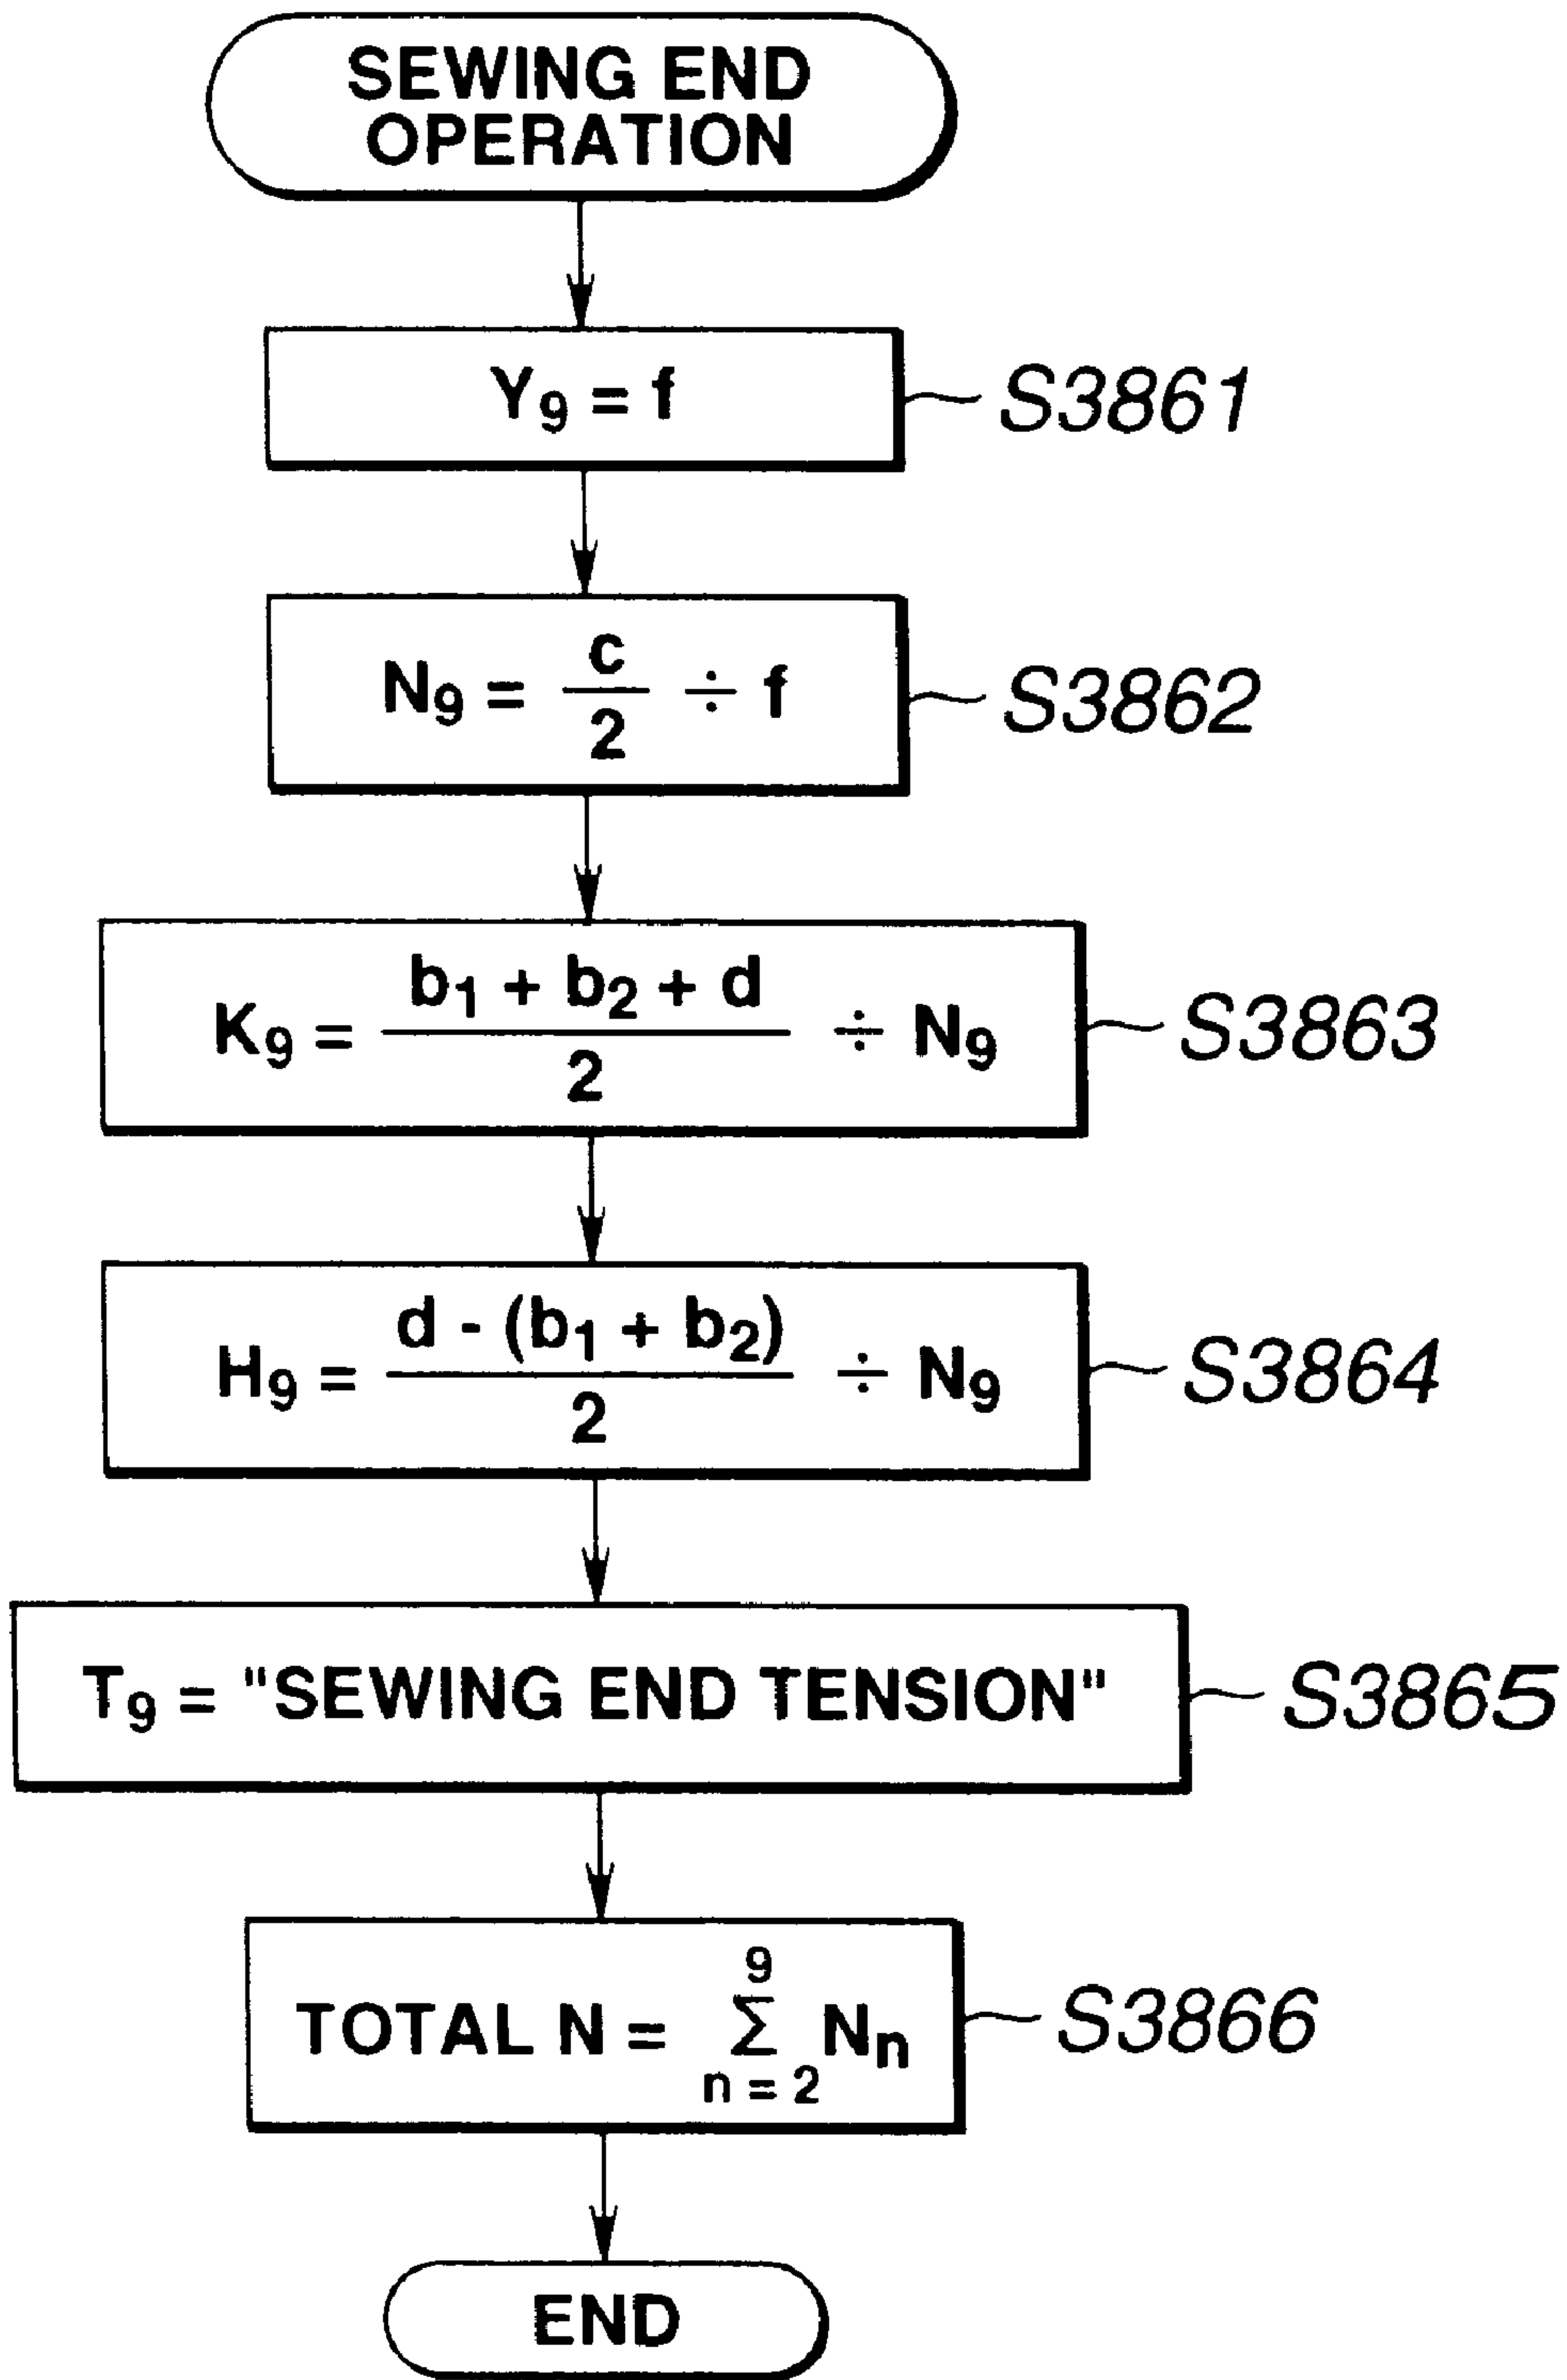 SEWING END
OPERATION
Y₉ = f
S3861
N₉ = c/2 ÷ f
S3862
K₉ = (b₁ + b₂ + d)/2 ÷ N₉
S3863
H₉ = (d - (b₁ + b₂))/2 ÷ N₉
S3864
T₉ = "SEWING END TENSION"
S3865
TOTAL N = Σ_{n = 2}^{9} Nₙ
S3866
END